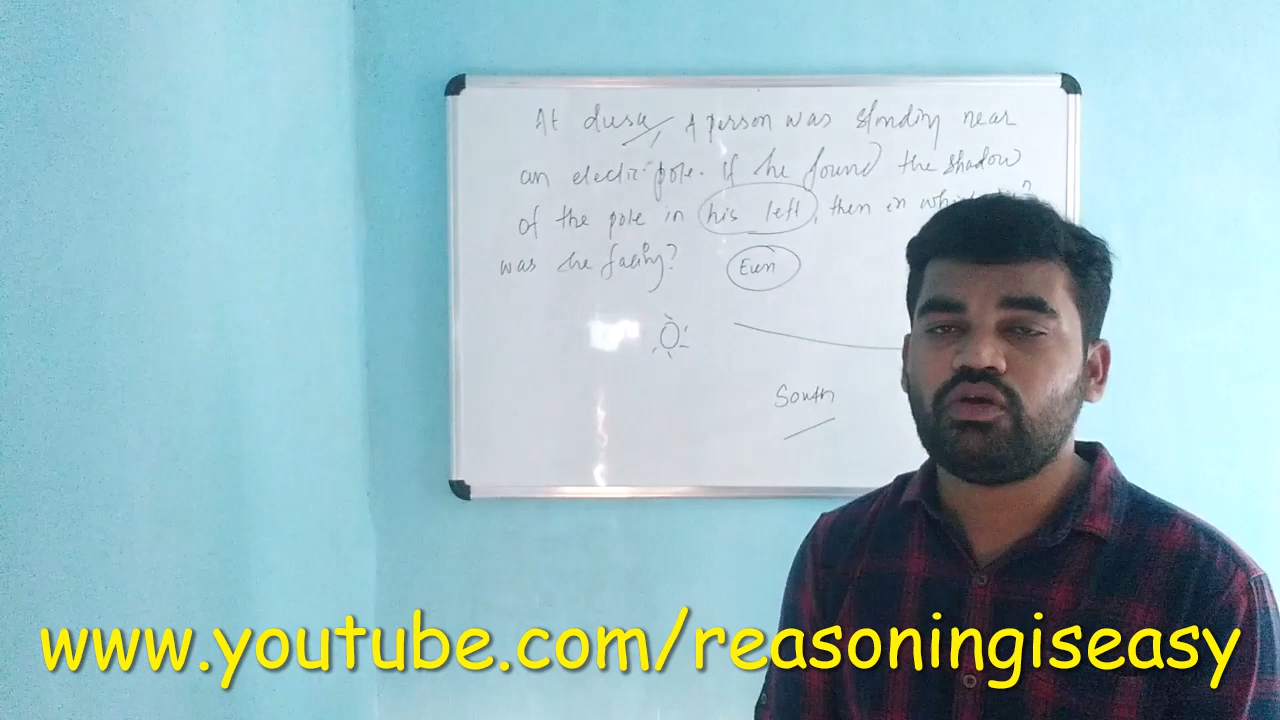 At dusk, A person was standing near
an electric pole. If he found the shadow
of the pole in his left, then in
was he facing?
Even
South
www.youtube.com/reasoningiseasy